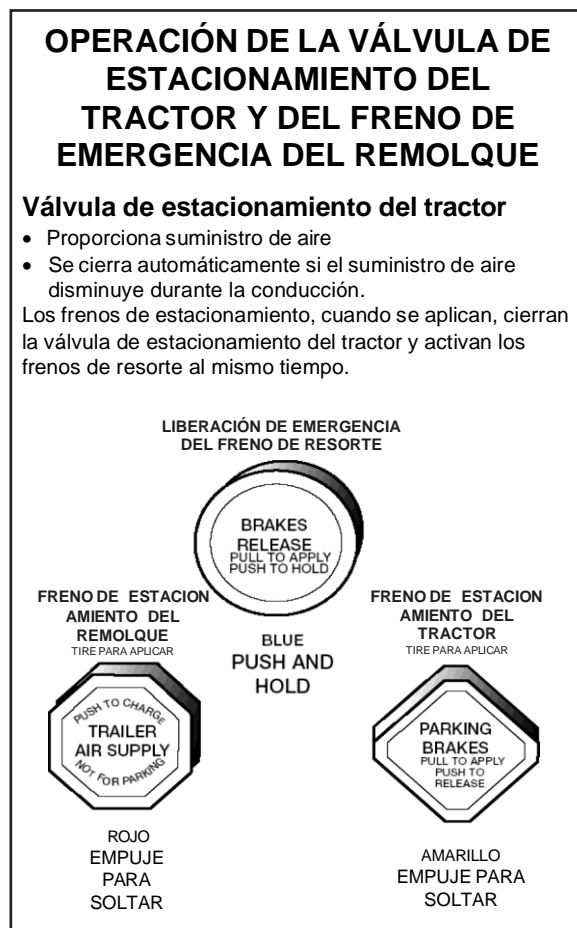 OPERACIÓN DE LA VÁLVULA DE
ESTACIONAMIENTO DEL
TRACTOR Y DEL FRENO DE
EMERGENCIA DEL REMOLQUE
Válvula de estacionamiento del tractor
• Proporciona suministro de aire
• Se cierra automáticamente si el suministro de aire
disminuye durante la conducción.
Los frenos de estacionamiento, cuando se aplican, cierran
la válvula de estacionamiento del tractor y activan los
frenos de resorte al mismo tiempo.
LIBERACIÓN DE EMERGENCIA
DEL FRENO DE RESORTE
BRAKES
RELEASE
PULL TO APPLY
PUSH TO HOLD
BLUE
PUSH AND
HOLD
FRENO DE ESTACION
AMIENTO DEL
REMOLQUE
TIRE PARA APLICAR
PUSH TO CHARGE
TRAILER
AIR SUPPLY
NOT FOR PARKING
ROJO
EMPUJE
PARA
SOLTAR
FRENO DE ESTACION
AMIENTO DEL
TRACTOR
TIRE PARA APLICAR
PARKING
BRAKES
PULL TO APPLY
PUSH TO
RELEASE
AMARILLO
EMPUJE PARA
SOLTAR